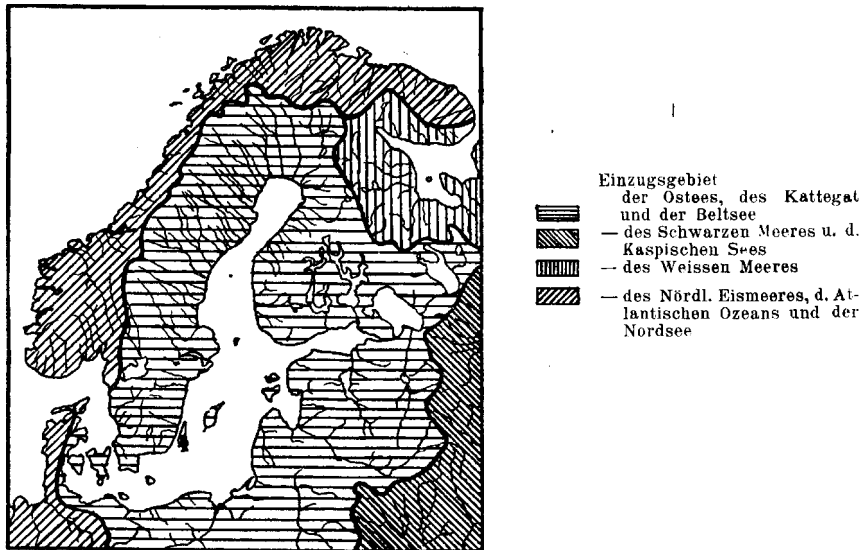 Einzugsgebiet
der Ostees, des Kattegat
und der Beltsee
— des Schwarzen Meeres u. d.
Kaspischen Sees
— des Weissen Meeres
— des Nördl. Eismeeres, d. At-
lantischen Ozeans und der
Nordsee